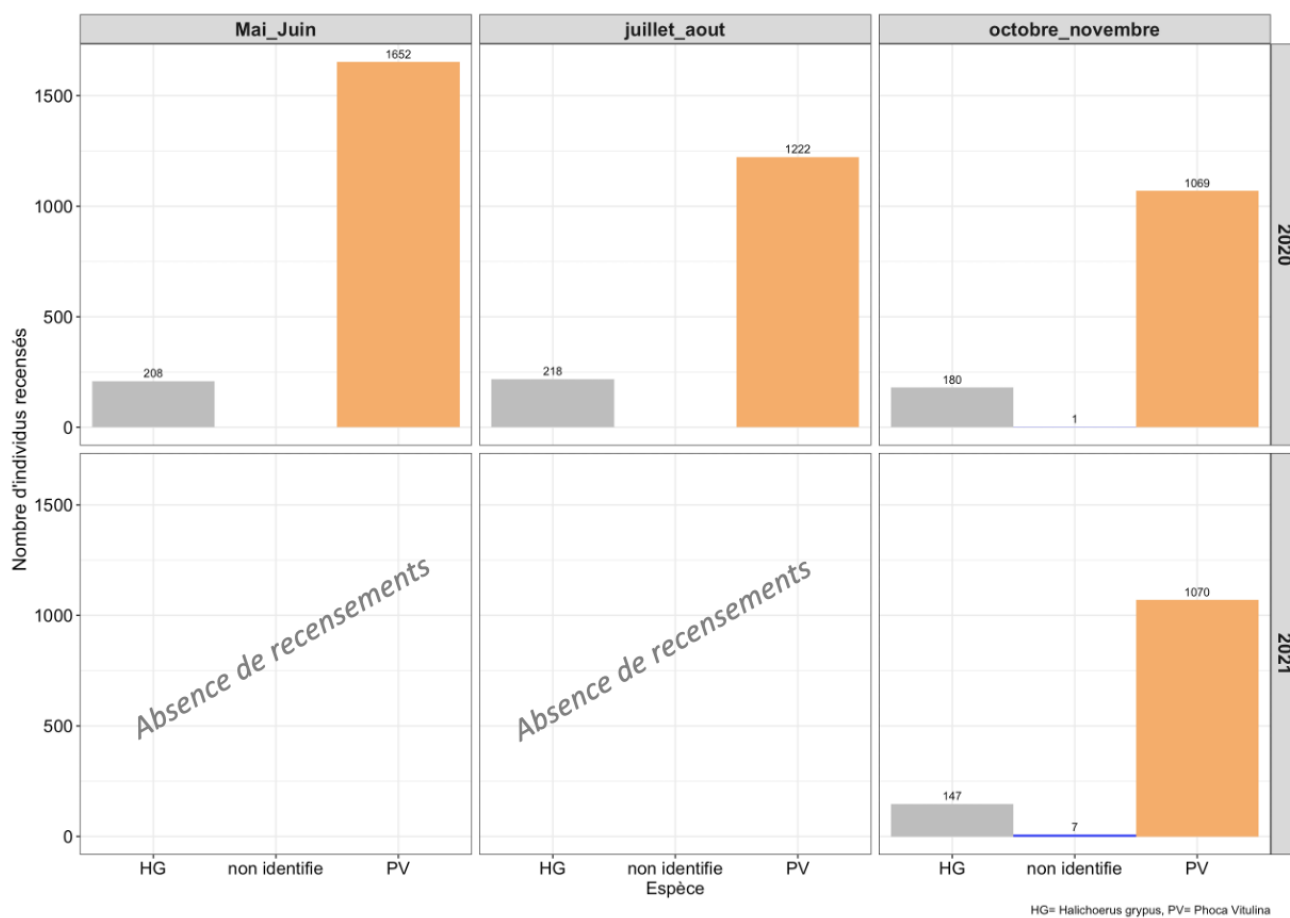 Mai_Juin
juillet_aout
octobre_novembre
Nombre d'individus recensés
1500
1000
500
0
208
1652
218
1222
180
1
1069
2020
1500
1000
500
0
Absence de recensements
Absence de recensements
147
7
1070
2021
HG non identifie PV
HG non identifie PV
HG non identifie PV
Espèce
HG= Halichoerus grypus, PV= Phoca Vitulina